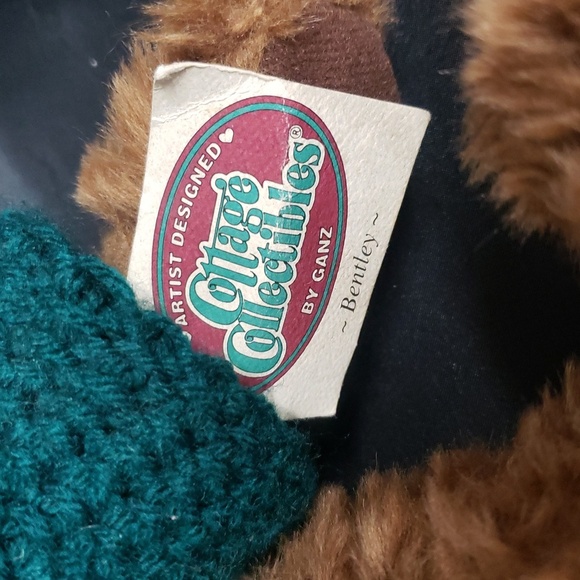 ARTIST DESIGNED ♥
Cottage
Collectibles®
BY GANZ
~ Bentley ~